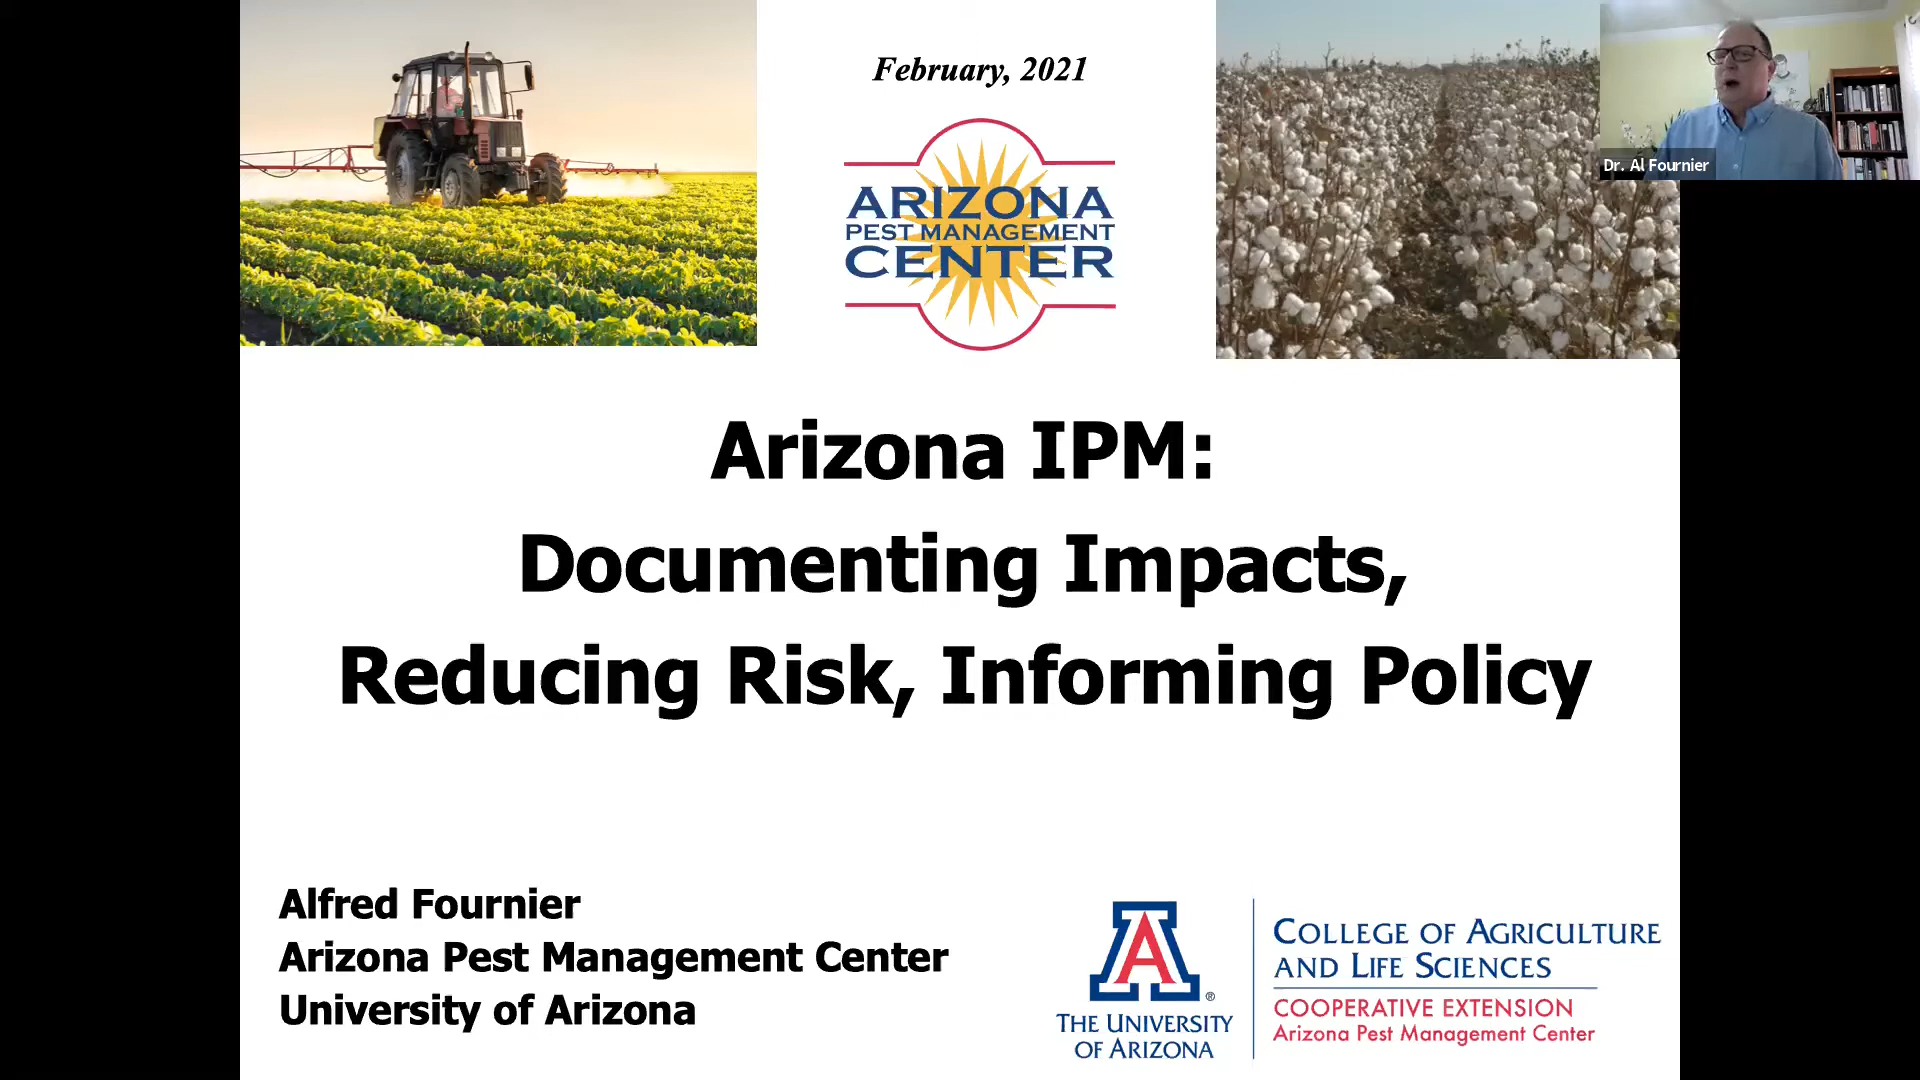 February, 2021
ARIZONA
PEST MANAGEMENT
CENTER
Dr. Al Fournier
Arizona IPM:
Documenting Impacts,
Reducing Risk, Informing Policy
Alfred Fournier
Arizona Pest Management Center
University of Arizona
A
®
THE UNIVERSITY
OF ARIZONA
COLLEGE OF AGRICULTURE
AND LIFE SCIENCES
COOPERATIVE EXTENSION
Arizona Pest Management Center